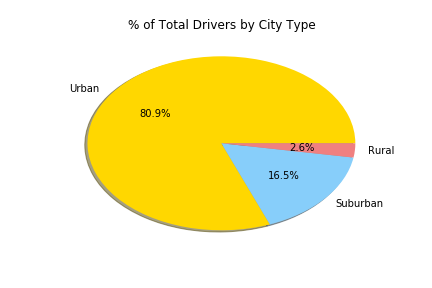 % of Total Drivers by City Type
Urban
80.9%
2.6%
Rural
16.5%
Suburban